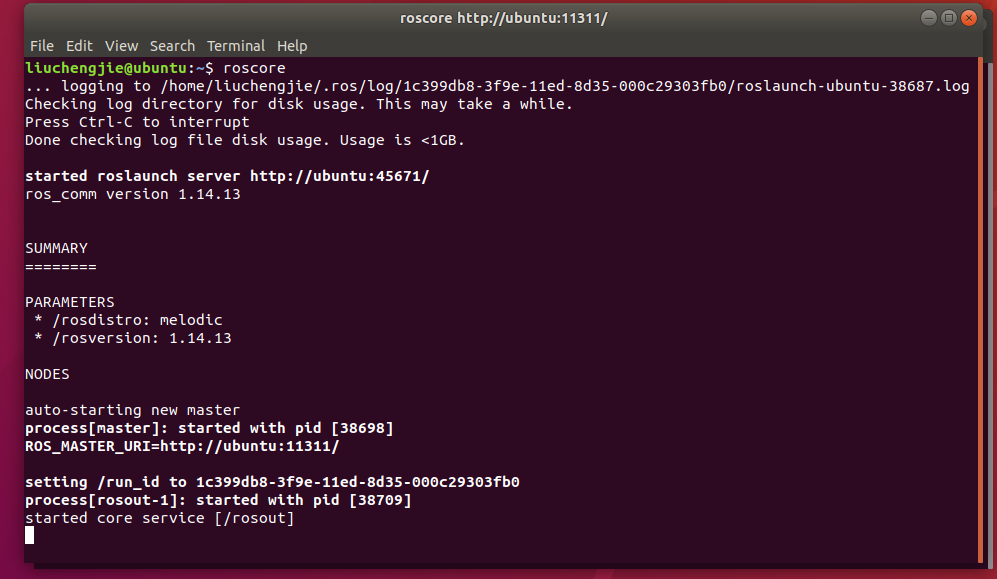 roscore http://ubuntu:11311/
File Edit View Search Terminal Help
liuchengjie@ubuntu:~$ roscore
... logging to /home/liuchengjie/.ros/log/1c399db8-3f9e-11ed-8d35-000c29303fb0/roslaunch-ubuntu-38687.log
Checking log directory for disk usage. This may take a while.
Press Ctrl-C to interrupt
Done checking log file disk usage. Usage is <1GB.
started roslaunch server http://ubuntu:45671/
ros_comm version 1.14.13
SUMMARY
========
PARAMETERS
* /rosdistro: melodic
* /rosversion: 1.14.13
NODES
auto-starting new master
process[master]: started with pid [38698]
ROS_MASTER_URI=http://ubuntu:11311/
setting /run_id to 1c399db8-3f9e-11ed-8d35-000c29303fb0
process[rosout-1]: started with pid [38709]
started core service [/rosout]